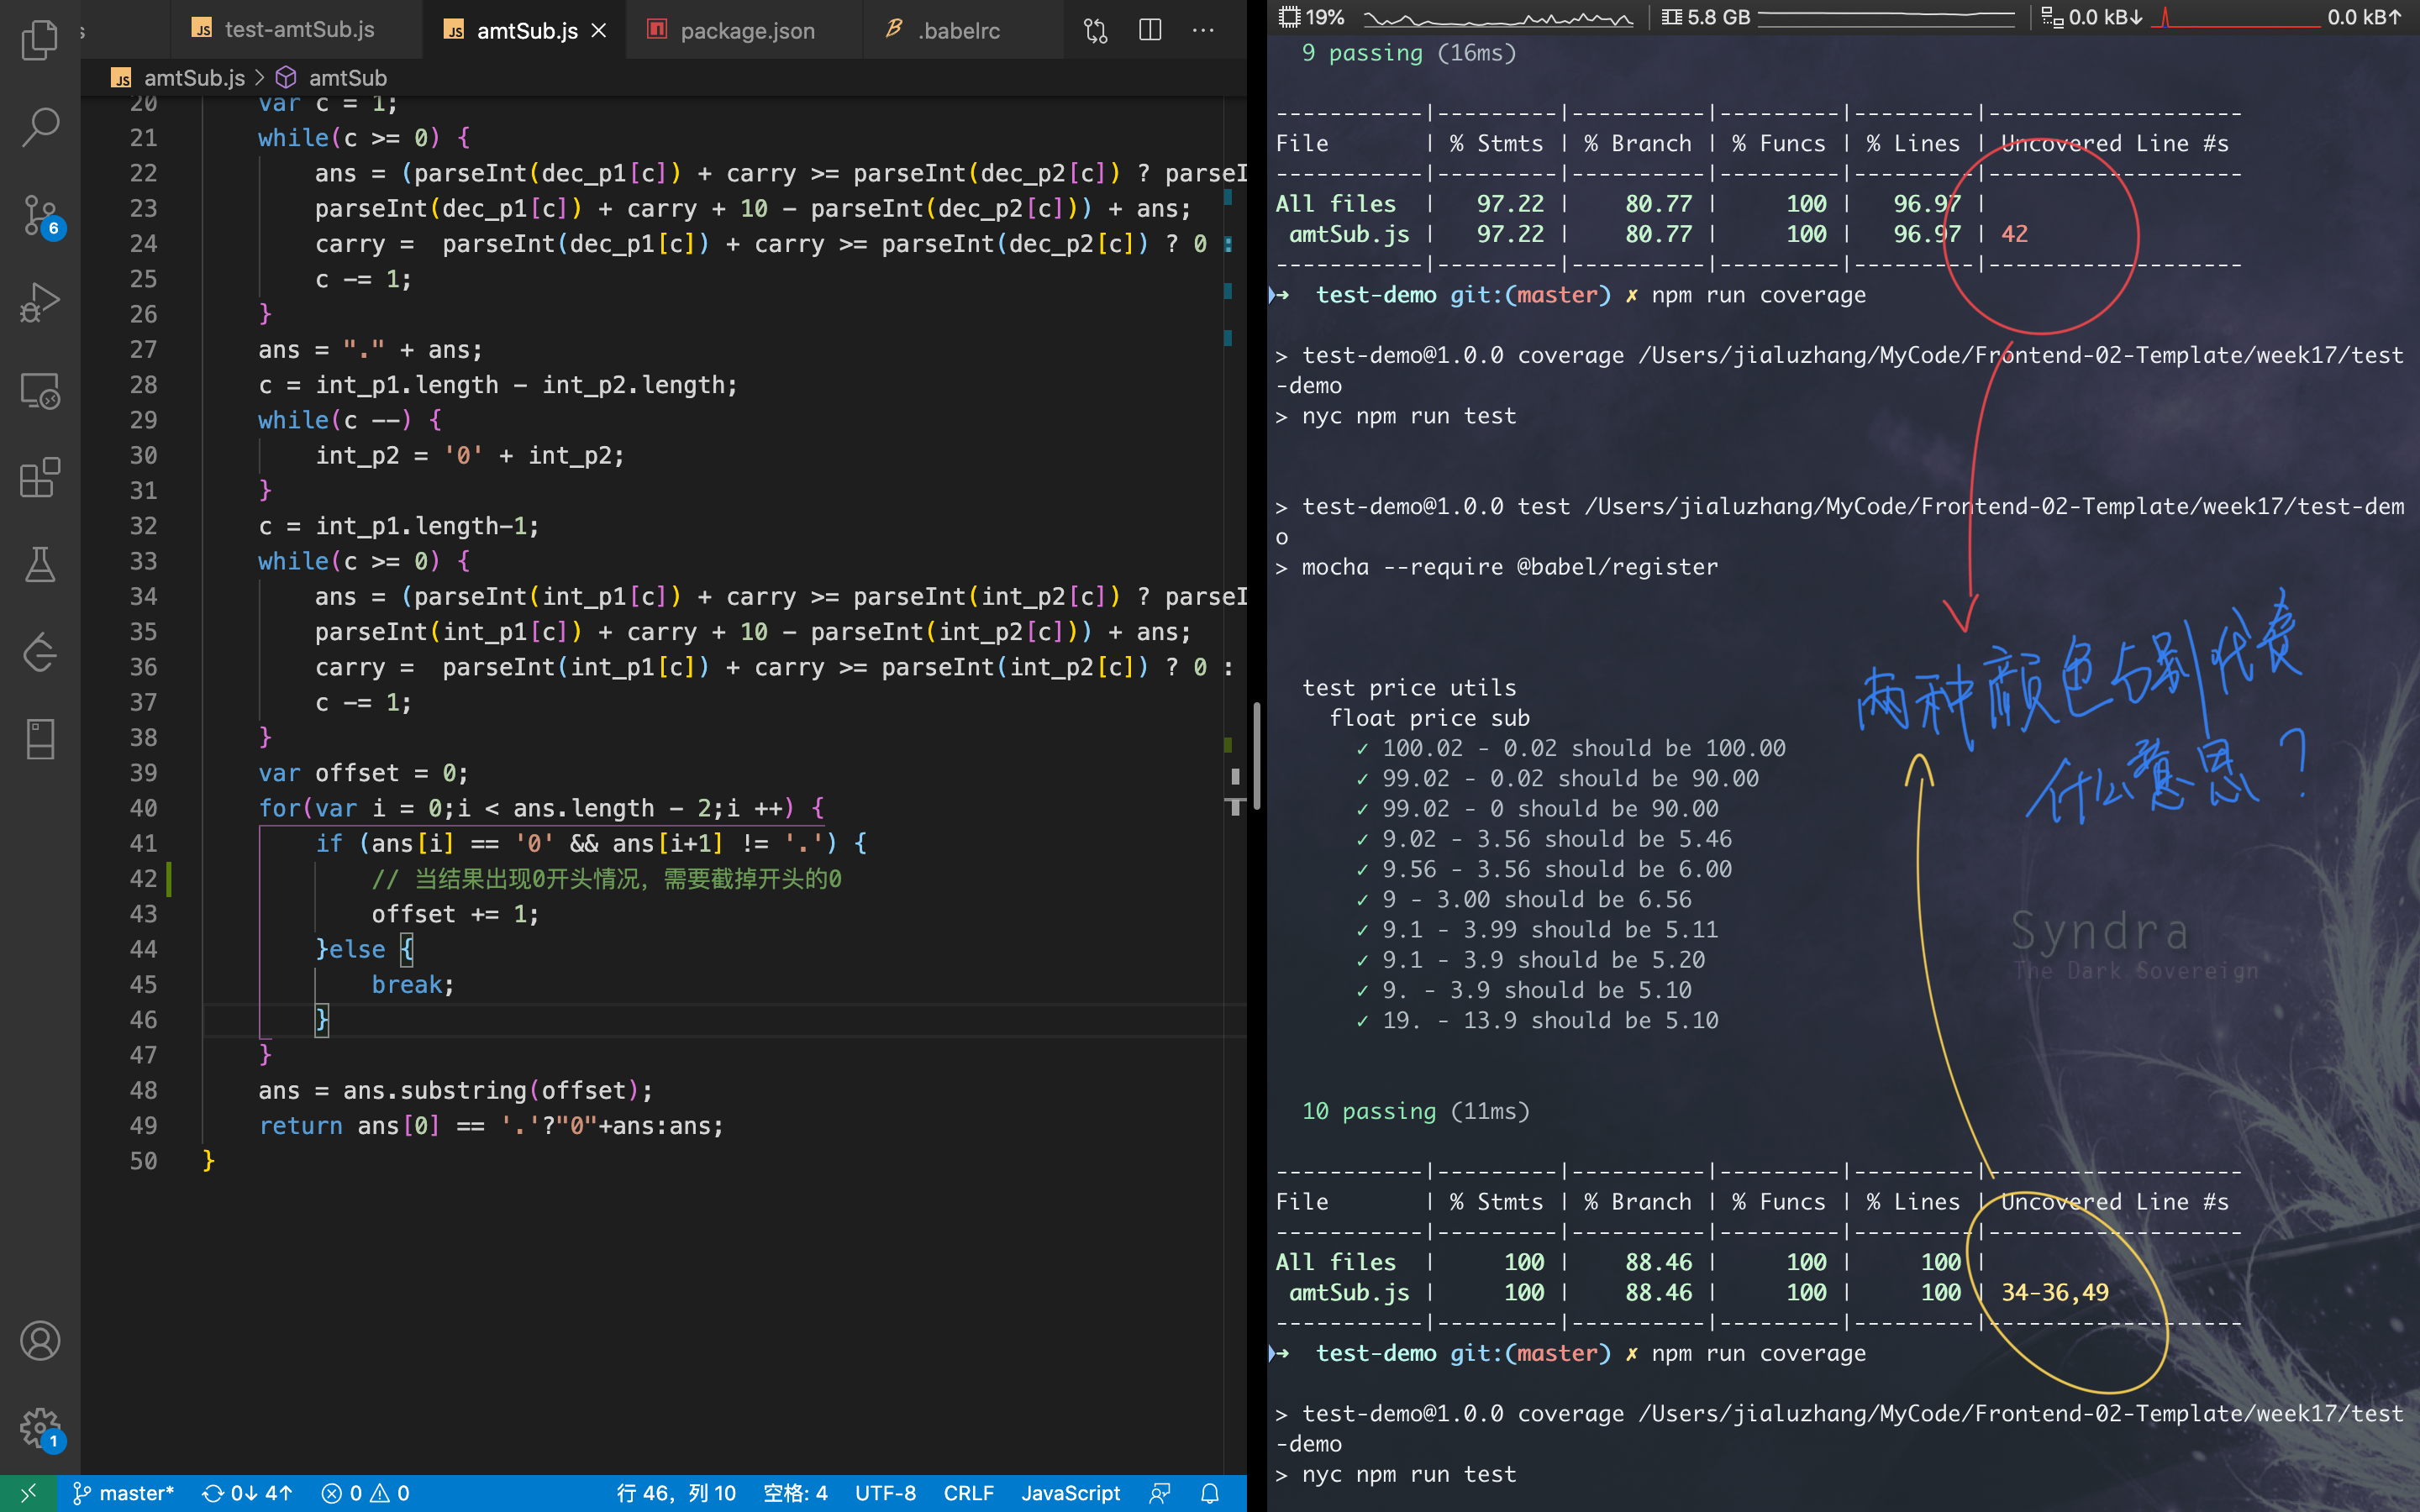 test-amtSub.js
amtSub.js
package.json
.babelrc
amtSub.js > amtSub
20 var c = 1;
21 while(c >= 0) {
22 ans = (parseInt(dec_p1[c]) + carry >= parseInt(dec_p2[c]) ? parseI
23 parseInt(dec_p1[c]) + carry + 10 - parseInt(dec_p2[c])) + ans;
24 carry =  parseInt(dec_p1[c]) + carry >= parseInt(dec_p2[c]) ? 0 :
25 c -= 1;
26 }
27 ans = "." + ans;
28 c = int_p1.length - int_p2.length;
29 while(c --) {
30 int_p2 = '0' + int_p2;
31 }
32 c = int_p1.length-1;
33 while(c >= 0) {
34 ans = (parseInt(int_p1[c]) + carry >= parseInt(int_p2[c]) ? parseI
35 parseInt(int_p1[c]) + carry + 10 - parseInt(int_p2[c])) + ans;
36 carry =  parseInt(int_p1[c]) + carry >= parseInt(int_p2[c]) ? 0 :
37 c -= 1;
38 }
39 var offset = 0;
40 for(var i = 0;i < ans.length - 2;i ++) {
41 if (ans[i] == '0' && ans[i+1] != '.') {
42 // 当结果出现0开头情况，需要截掉开头的0
43 offset += 1;
44 }else {
45 break;
46 }
47 }
48 ans = ans.substring(offset);
49 return ans[0] == '.'?"0"+ans:ans;
50 }
6
1
master* 0↓ 4↑ 0 0 行 46，列 10 空格: 4 UTF-8 CRLF JavaScript
19% 5.8 GB 0.0 kB↓ 0.0 kB↑
9 passing (16ms)
-----------|---------|----------|---------|---------|-------------------
File | % Stmts | % Branch | % Funcs | % Lines | Uncovered Line #s
-----------|---------|----------|---------|---------|-------------------
All files | 97.22 | 80.77 | 100 | 96.97 |
amtSub.js | 97.22 | 80.77 | 100 | 96.97 | 42
-----------|---------|----------|---------|---------|-------------------
➜ test-demo git:(master) ✗ npm run coverage
> test-demo@1.0.0 coverage /Users/jialuzhang/MyCode/Frontend-02-Template/week17/test
-demo
> nyc npm run test
> test-demo@1.0.0 test /Users/jialuzhang/MyCode/Frontend-02-Template/week17/test-dem
o
> mocha --require @babel/register
两种颜色分别代表
什么意思？
test price utils
float price sub
✓ 100.02 - 0.02 should be 100.00
✓ 99.02 - 0.02 should be 90.00
✓ 99.02 - 0 should be 90.00
✓ 9.02 - 3.56 should be 5.46
✓ 9.56 - 3.56 should be 6.00
✓ 9 - 3.00 should be 6.56
✓ 9.1 - 3.99 should be 5.11
✓ 9.1 - 3.9 should be 5.20
✓ 9. - 3.9 should be 5.10
✓ 19. - 13.9 should be 5.10
Syndra
The Dark Sovereign
10 passing (11ms)
-----------|---------|----------|---------|---------|-------------------
File | % Stmts | % Branch | % Funcs | % Lines | Uncovered Line #s
-----------|---------|----------|---------|---------|-------------------
All files | 100 | 88.46 | 100 | 100 |
amtSub.js | 100 | 88.46 | 100 | 100 | 34-36,49
-----------|---------|----------|---------|---------|-------------------
➜ test-demo git:(master) ✗ npm run coverage
> test-demo@1.0.0 coverage /Users/jialuzhang/MyCode/Frontend-02-Template/week17/test
-demo
> nyc npm run test